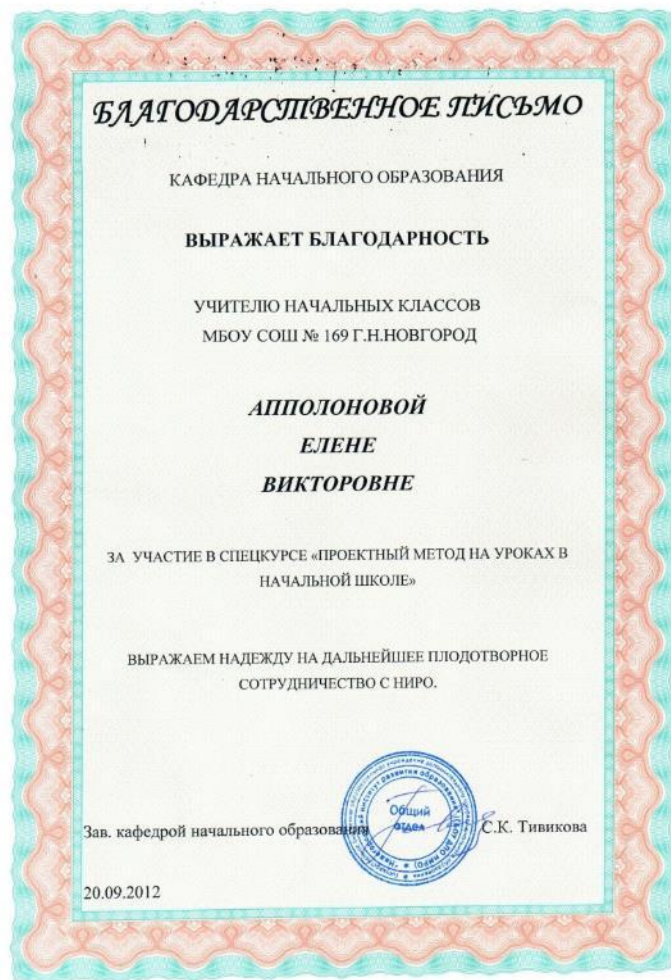 БЛАГОДАРСТВЕННОЕ ПИСЬМО
КАФЕДРА НАЧАЛЬНОГО ОБРАЗОВАНИЯ
ВЫРАЖАЕТ БЛАГОДАРНОСТЬ
УЧИТЕЛЮ НАЧАЛЬНЫХ КЛАССОВ
МБОУ СОШ № 169 Г.Н.НОВГОРОД
АППОЛОНОВОЙ
ЕЛЕНЕ
ВИКТОРОВНЕ
ЗА УЧАСТИЕ В СПЕЦКУРСЕ «ПРОЕКТНЫЙ МЕТОД НА УРОКАХ В
НАЧАЛЬНОЙ ШКОЛЕ»
ВЫРАЖАЕМ НАДЕЖДУ НА ДАЛЬНЕЙШЕЕ ПЛОДОТВОРНОЕ
СОТРУДНИЧЕСТВО С НИРО.
Общий
отдел
Зав. кафедрой начального образования С.К. Тивикова
20.09.2012